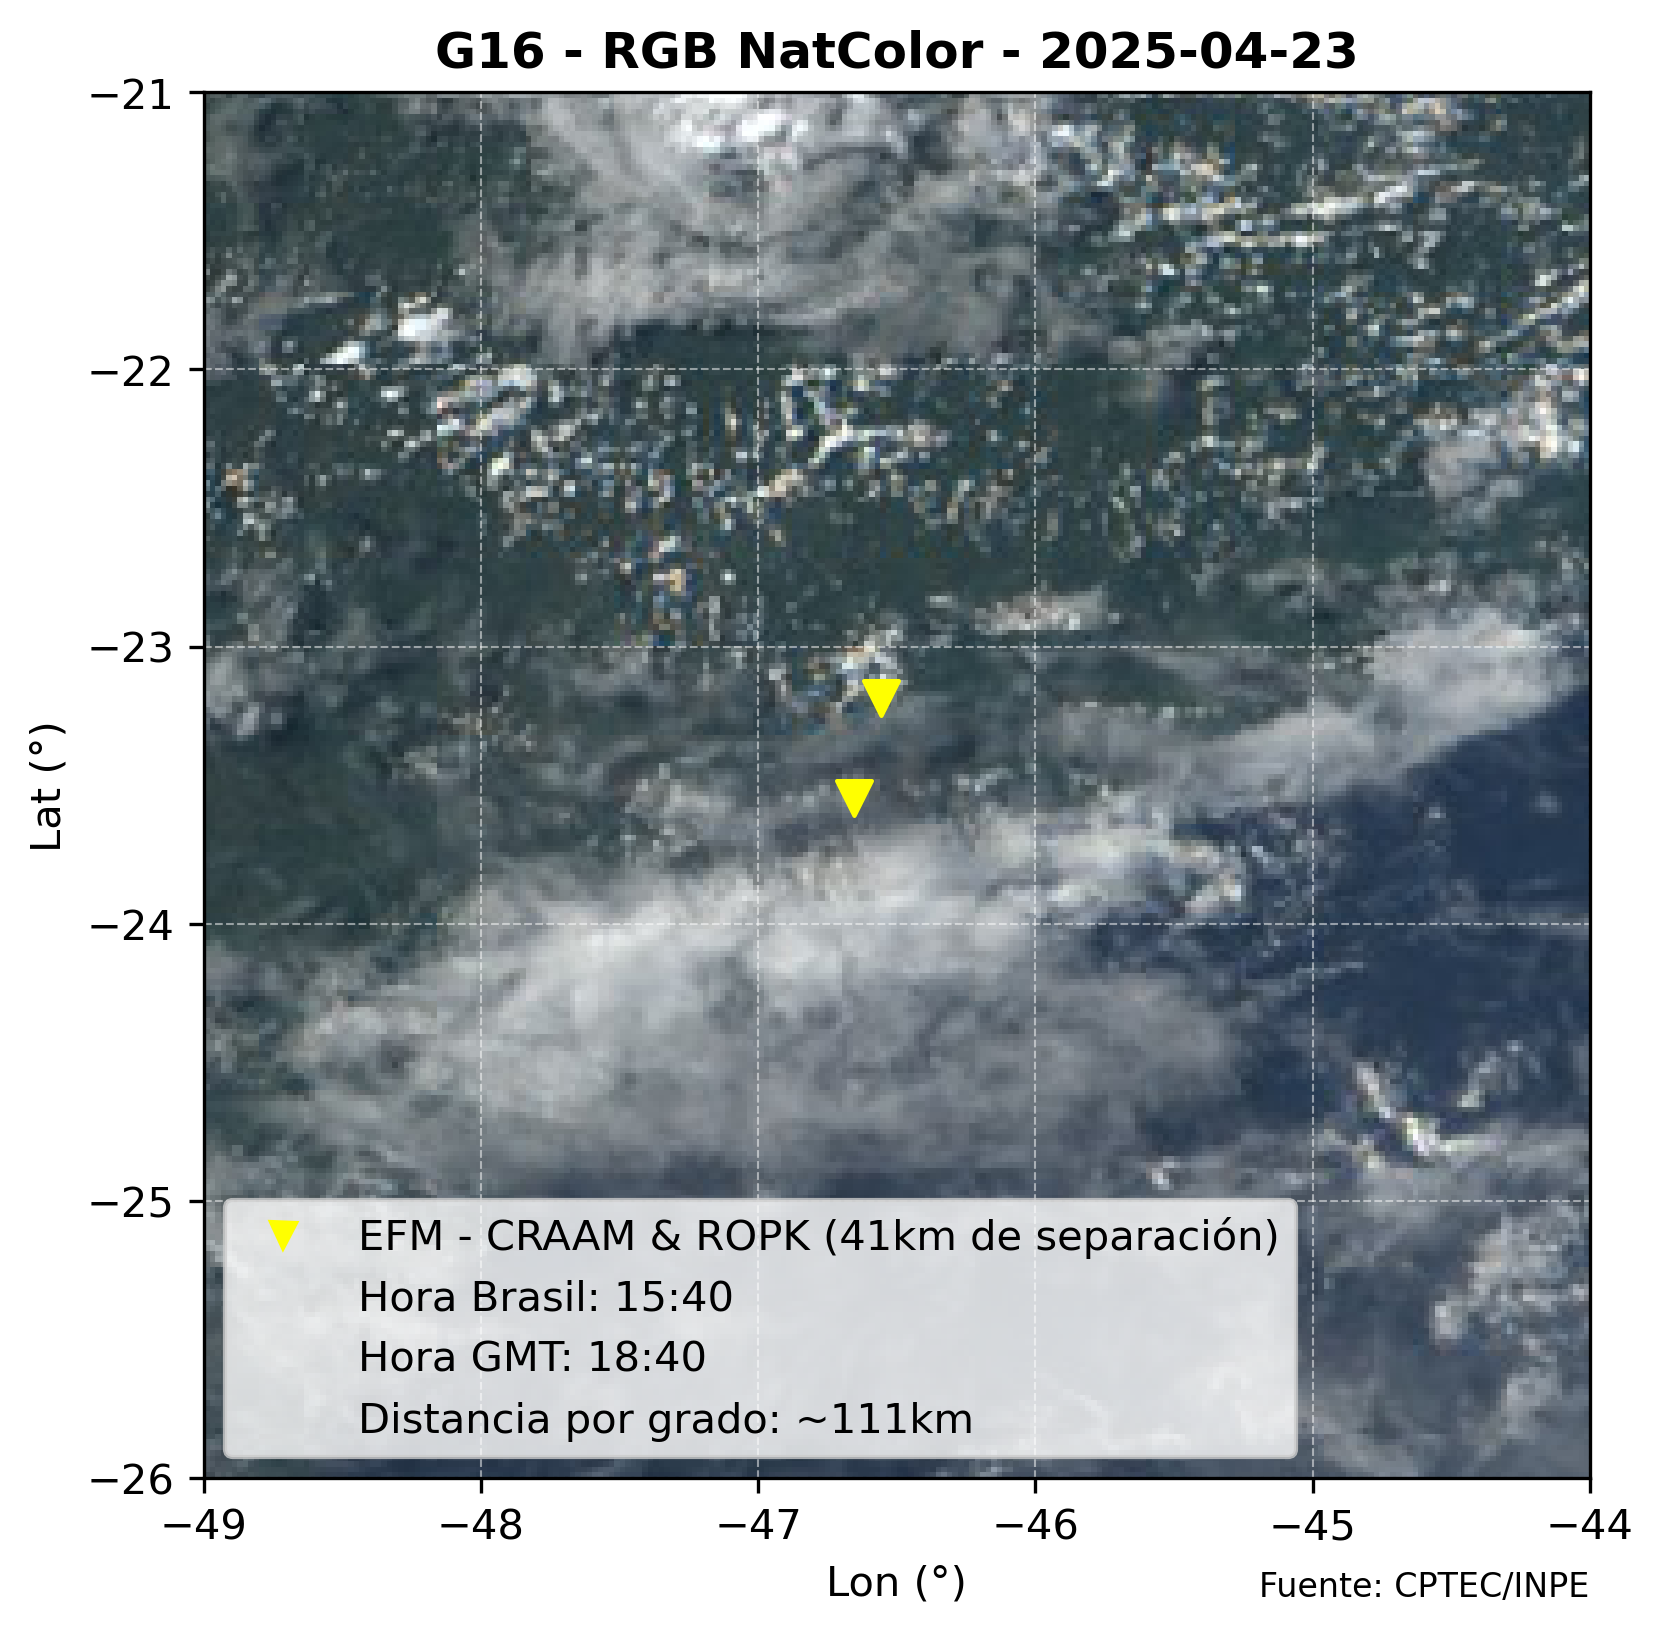 G16 - RGB NatColor - 2025-04-23
−21
−22
−23
−24
−25
−26
Lat (°)
EFM - CRAAM & ROPK (41km de separación)
Hora Brasil: 15:40
Hora GMT: 18:40
Distancia por grado: ~111km
−49
−48
−47
−46
−45
−44
Lon (°)
Fuente: CPTEC/INPE